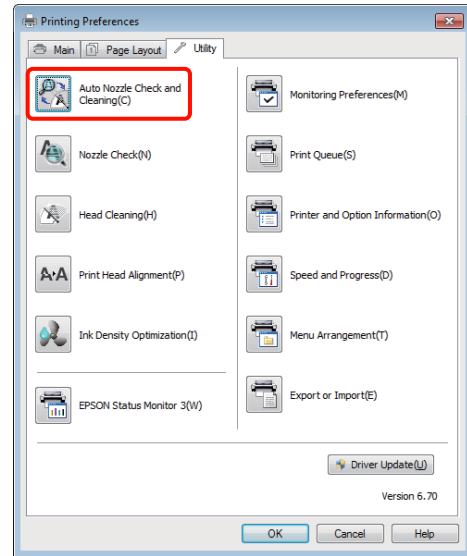 Printing Preferences
Main
Page Layout
Utility
Auto Nozzle Check and
Cleaning(C)
Nozzle Check(N)
Head Cleaning(H)
Print Head Alignment(P)
Ink Density Optimization(I)
EPSON Status Monitor 3(W)
Monitoring Preferences(M)
Print Queue(S)
Printer and Option Information(O)
Speed and Progress(D)
Menu Arrangement(T)
Export or Import(E)
Driver Update(U)
Version 6.70
OK
Cancel
Help